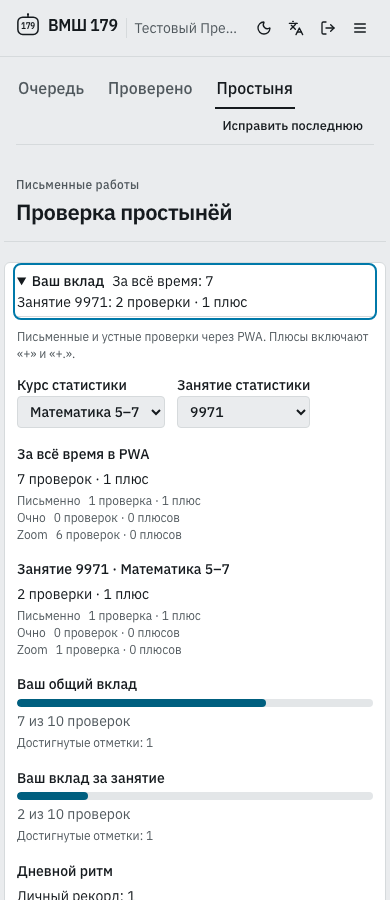 179 ВМШ 179 Тестовый Пре...
Очередь Проверено Простыня
Исправить последнюю
Письменные работы
Проверка простынёй
Ваш вклад За всё время: 7
Занятие 9971: 2 проверки · 1 плюс
Письменные и устные проверки через PWA. Плюсы включают
«+» и «+.».
Курс статистики Занятие статистики
Математика 5–7 9971
За всё время в PWA
7 проверок · 1 плюс
Письменно 1 проверка · 1 плюс
Очно 0 проверок · 0 плюсов
Zoom 6 проверок · 0 плюсов
Занятие 9971 · Математика 5–7
2 проверки · 1 плюс
Письменно 1 проверка · 1 плюс
Очно 0 проверок · 0 плюсов
Zoom 1 проверка · 0 плюсов
Ваш общий вклад
7 из 10 проверок
Достигнутые отметки: 1
Ваш вклад за занятие
2 из 10 проверок
Достигнутые отметки: 1
Дневной ритм
Личный рекорд: 1